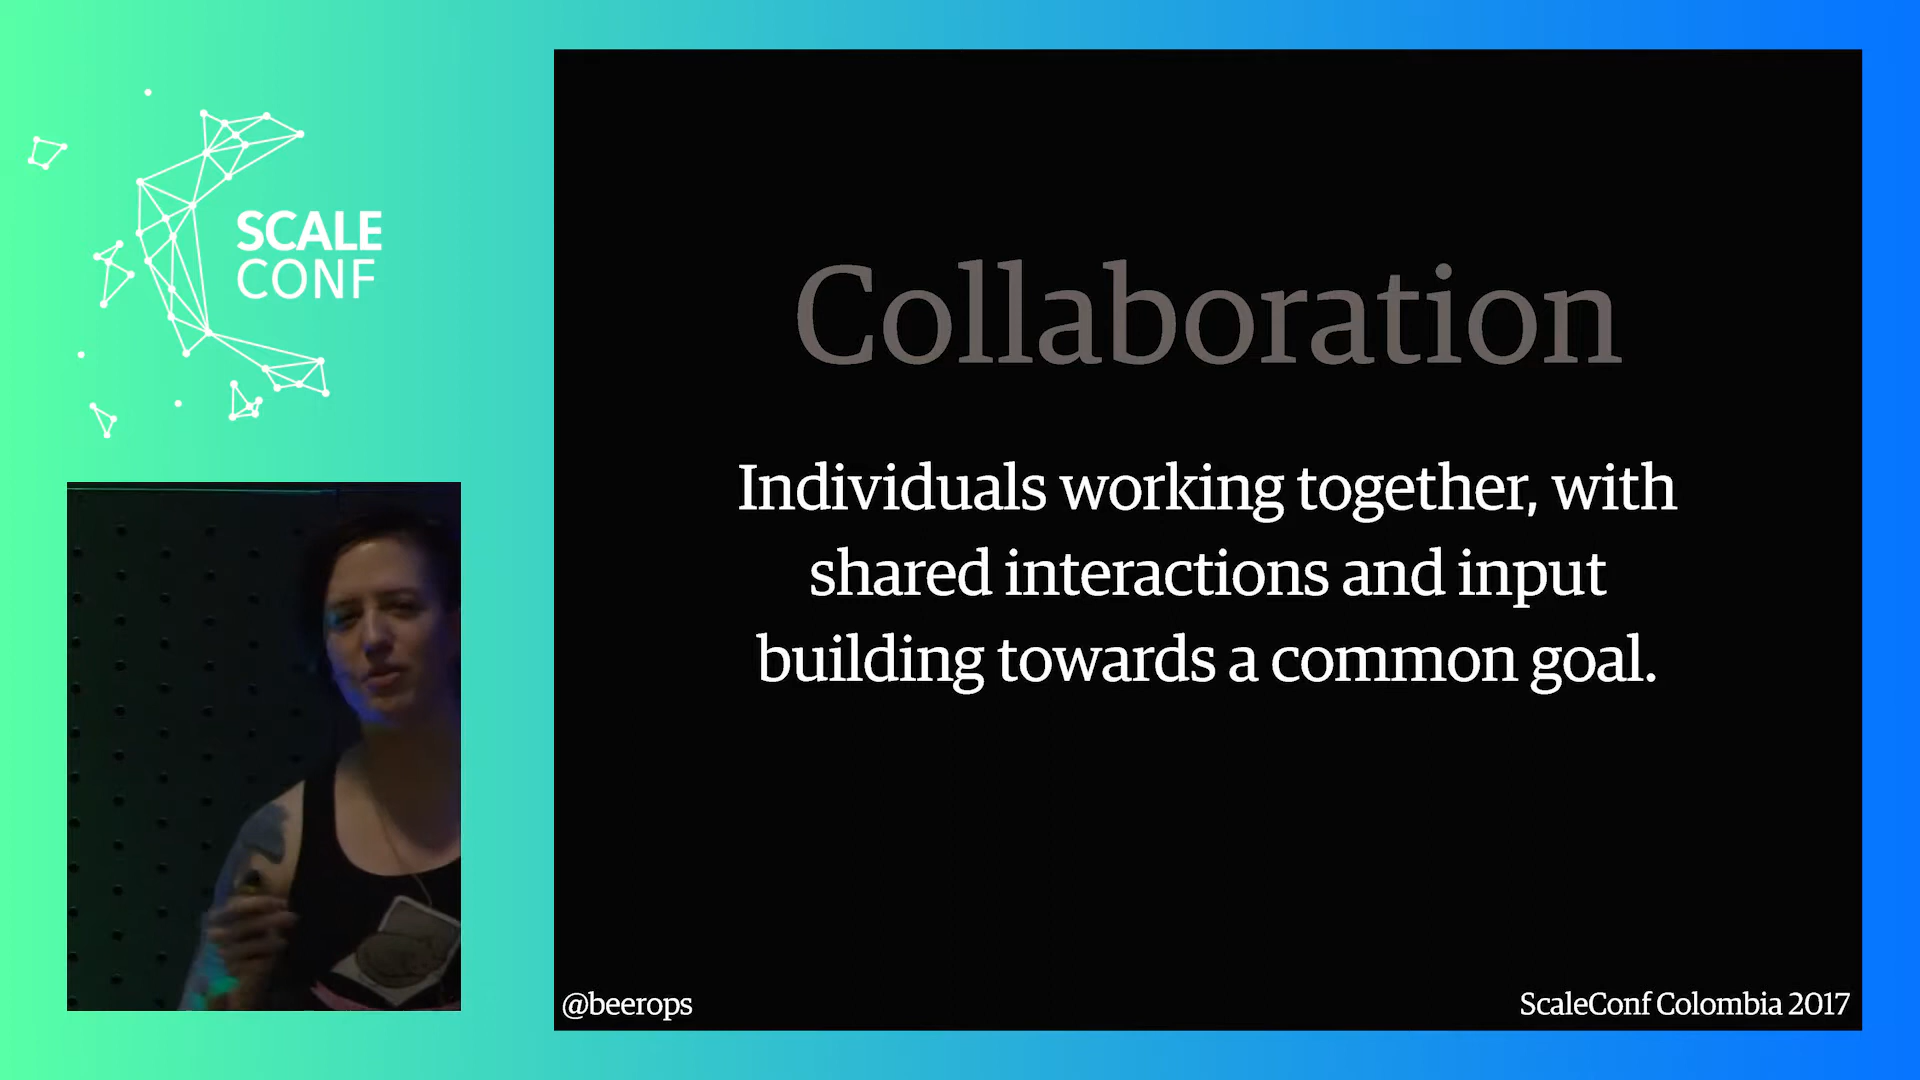 SCALE
CONF
Collaboration
Individuals working together, with
shared interactions and input
building towards a common goal.
@beerops
ScaleConf Colombia 2017